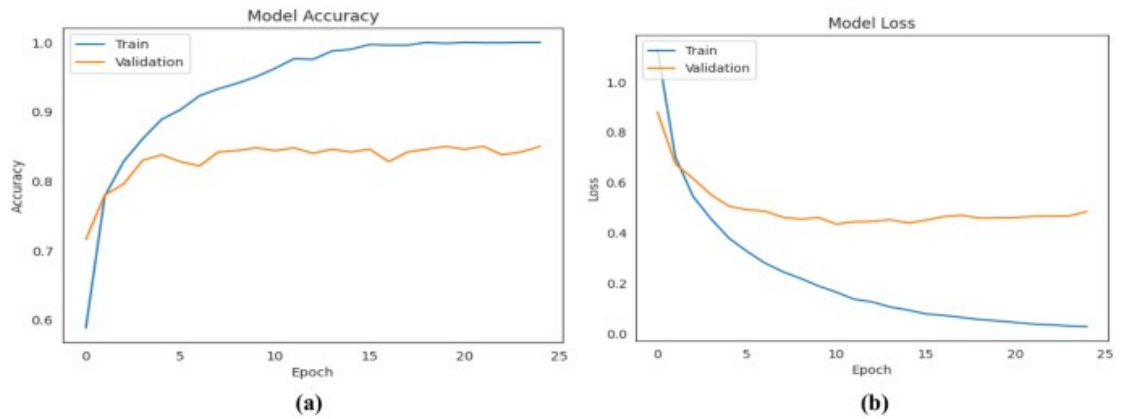 Model Accuracy
Train
Validation
1.0
0.9
0.8
0.7
0.6
Accuracy
0 5 10 15 20 25
Epoch
(a)
Model Loss
Train
Validation
1.0
0.8
0.6
0.4
0.2
0.0
Loss
0 5 10 15 20 25
Epoch
(b)